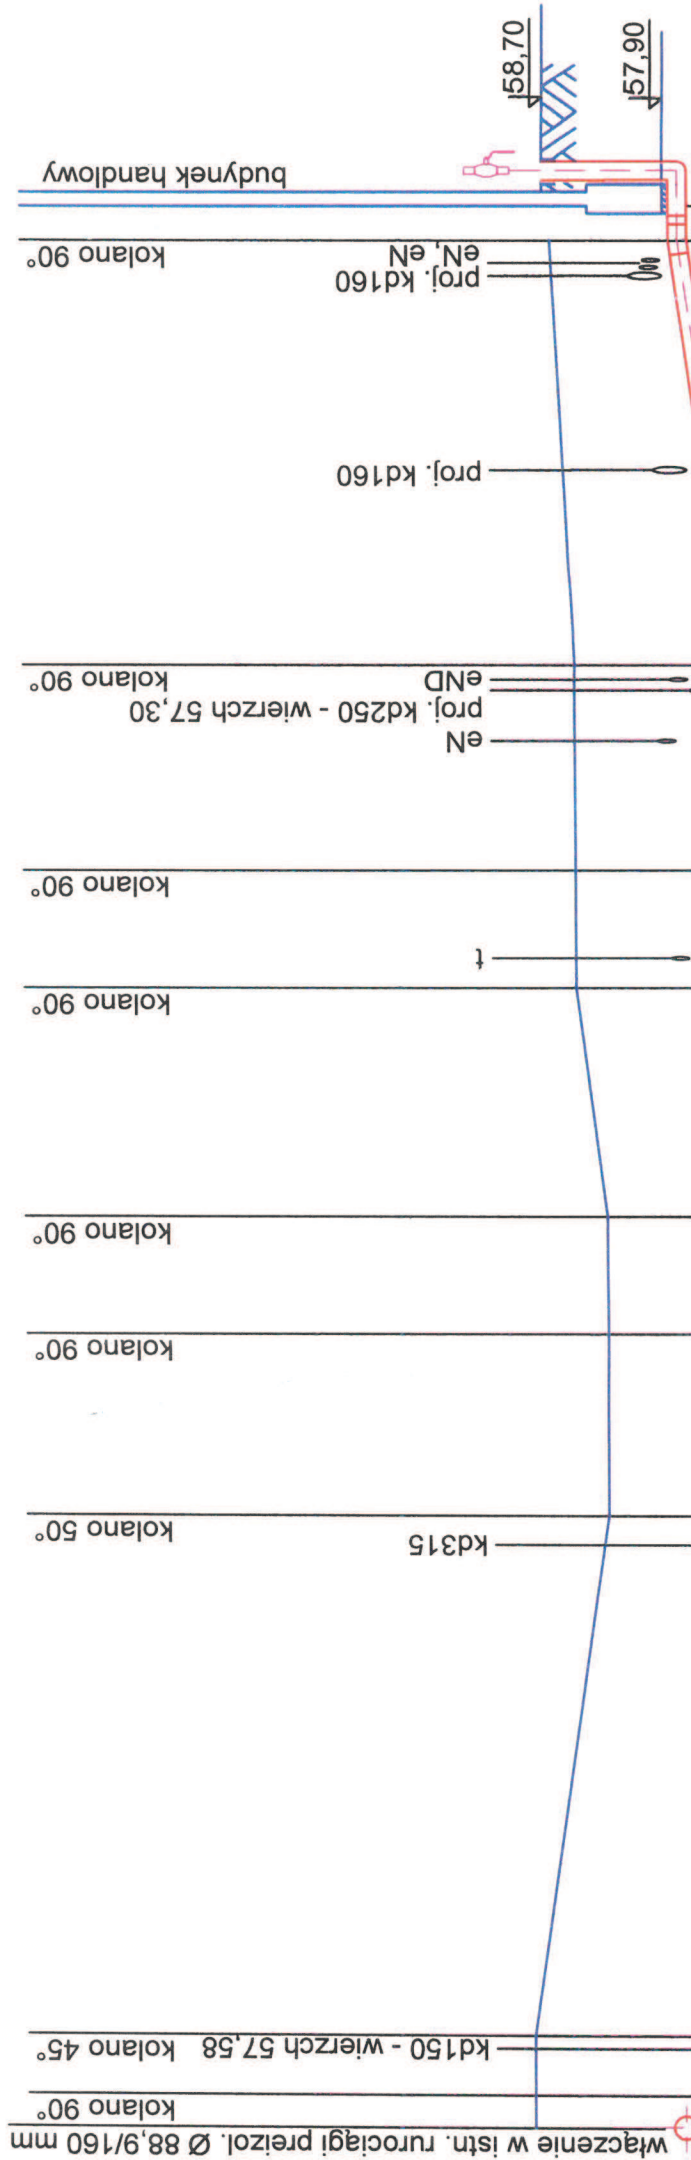 58,70
57,90
budynek handlowy
kolano 90°
eN, eN
proj. kd160
proj. kd160
kolano 90°
eND
proj. kd250 - wierzch 57,30
eN
kolano 90°
t
kolano 90°
kolano 90°
kolano 90°
kolano 50°
kd315
kolano 45°
kd150 - wierzch 57,58
kolano 90°
włączenie w istn. rurociągi preizol. Ø 88,9/160 mm